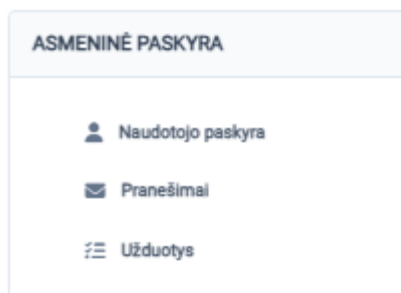 ASMENINĖ PASKYRA
Naudotojo paskyra
Pranešimai
Užduotys